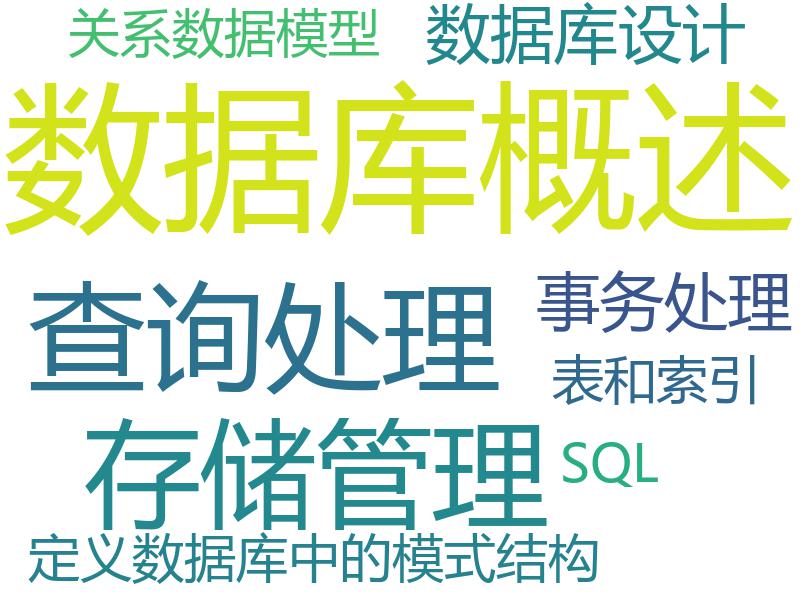 关系数据模型
数据库设计
数据库概述
查询处理
事务处理
表和索引
存储管理
SQL
定义数据库中的模式结构